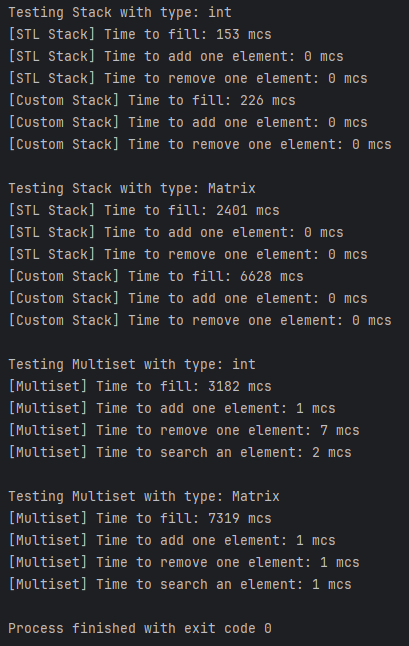 Testing Stack with type: int
[STL Stack] Time to fill: 153 mcs
[STL Stack] Time to add one element: 0 mcs
[STL Stack] Time to remove one element: 0 mcs
[Custom Stack] Time to fill: 226 mcs
[Custom Stack] Time to add one element: 0 mcs
[Custom Stack] Time to remove one element: 0 mcs

Testing Stack with type: Matrix
[STL Stack] Time to fill: 2401 mcs
[STL Stack] Time to add one element: 0 mcs
[STL Stack] Time to remove one element: 0 mcs
[Custom Stack] Time to fill: 6628 mcs
[Custom Stack] Time to add one element: 0 mcs
[Custom Stack] Time to remove one element: 0 mcs

Testing Multiset with type: int
[Multiset] Time to fill: 3182 mcs
[Multiset] Time to add one element: 1 mcs
[Multiset] Time to remove one element: 7 mcs
[Multiset] Time to search an element: 2 mcs

Testing Multiset with type: Matrix
[Multiset] Time to fill: 7319 mcs
[Multiset] Time to add one element: 1 mcs
[Multiset] Time to remove one element: 1 mcs
[Multiset] Time to search an element: 1 mcs

Process finished with exit code 0